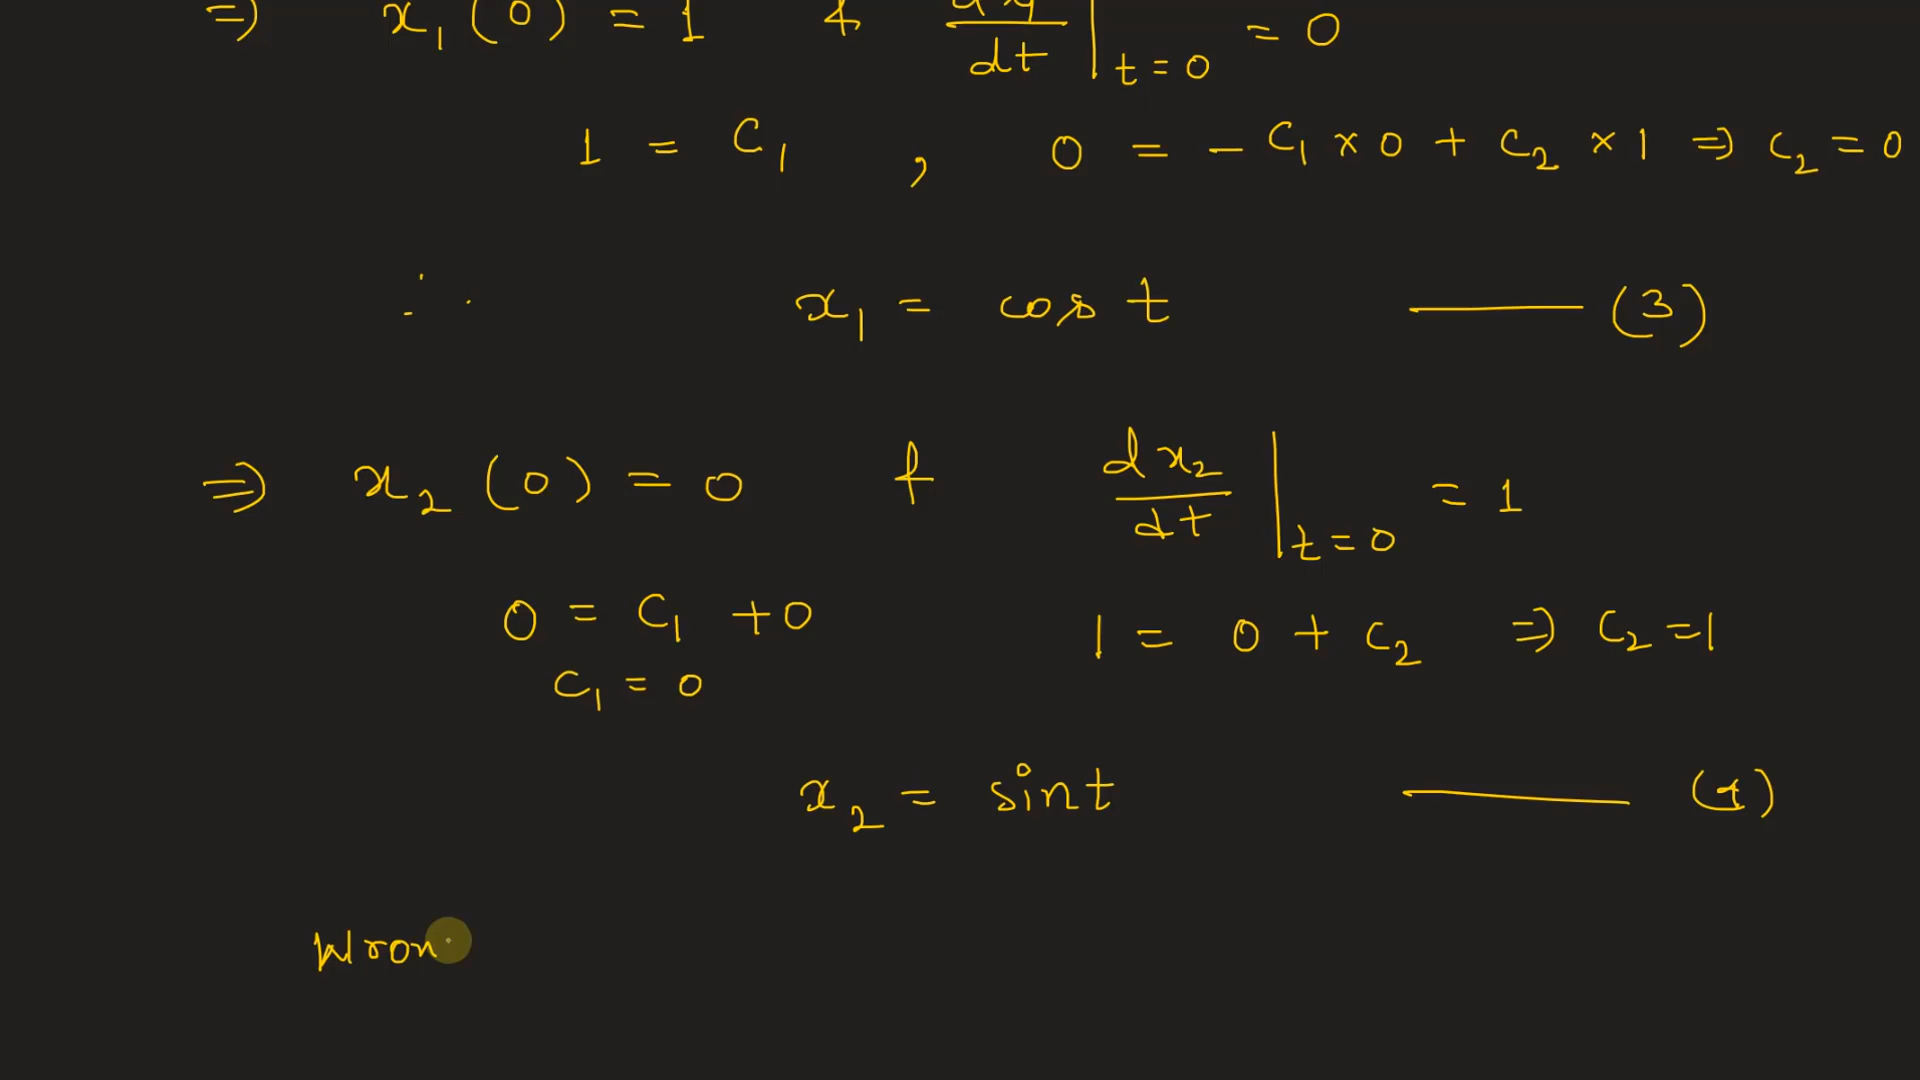 ⇒ x₁(0) = 1 & dx₁/dt |t=0 = 0
1 = C₁ , 0 = - C₁ × 0 + C₂ × 1 ⇒ C₂ = 0
∴ x₁ = cos t —— (3)
⇒ x₂(0) = 0 & dx₂/dt |t=0 = 1
0 = C₁ + 0 1 = 0 + C₂ ⇒ C₂ = 1
C₁ = 0
x₂ = sin t —— (4)
Wron